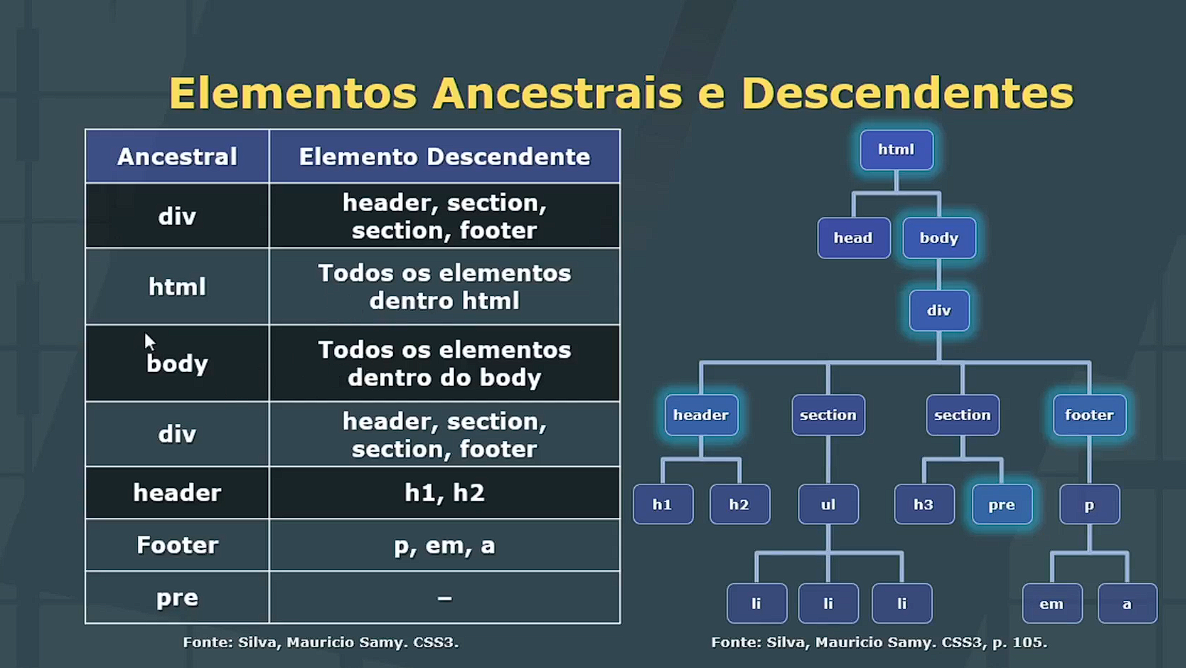 Elementos Ancestrais e Descendentes
Ancestral
Elemento Descendente
div
header, section,
section, footer
html
Todos os elementos
dentro html
body
Todos os elementos
dentro do body
div
header, section,
section, footer
header
h1, h2
Footer
p, em, a
pre
–
Fonte: Silva, Mauricio Samy. CSS3.
html
head
body
div
header
section
section
footer
h1
h2
ul
h3
pre
p
li
li
li
em
a
Fonte: Silva, Mauricio Samy. CSS3, p. 105.